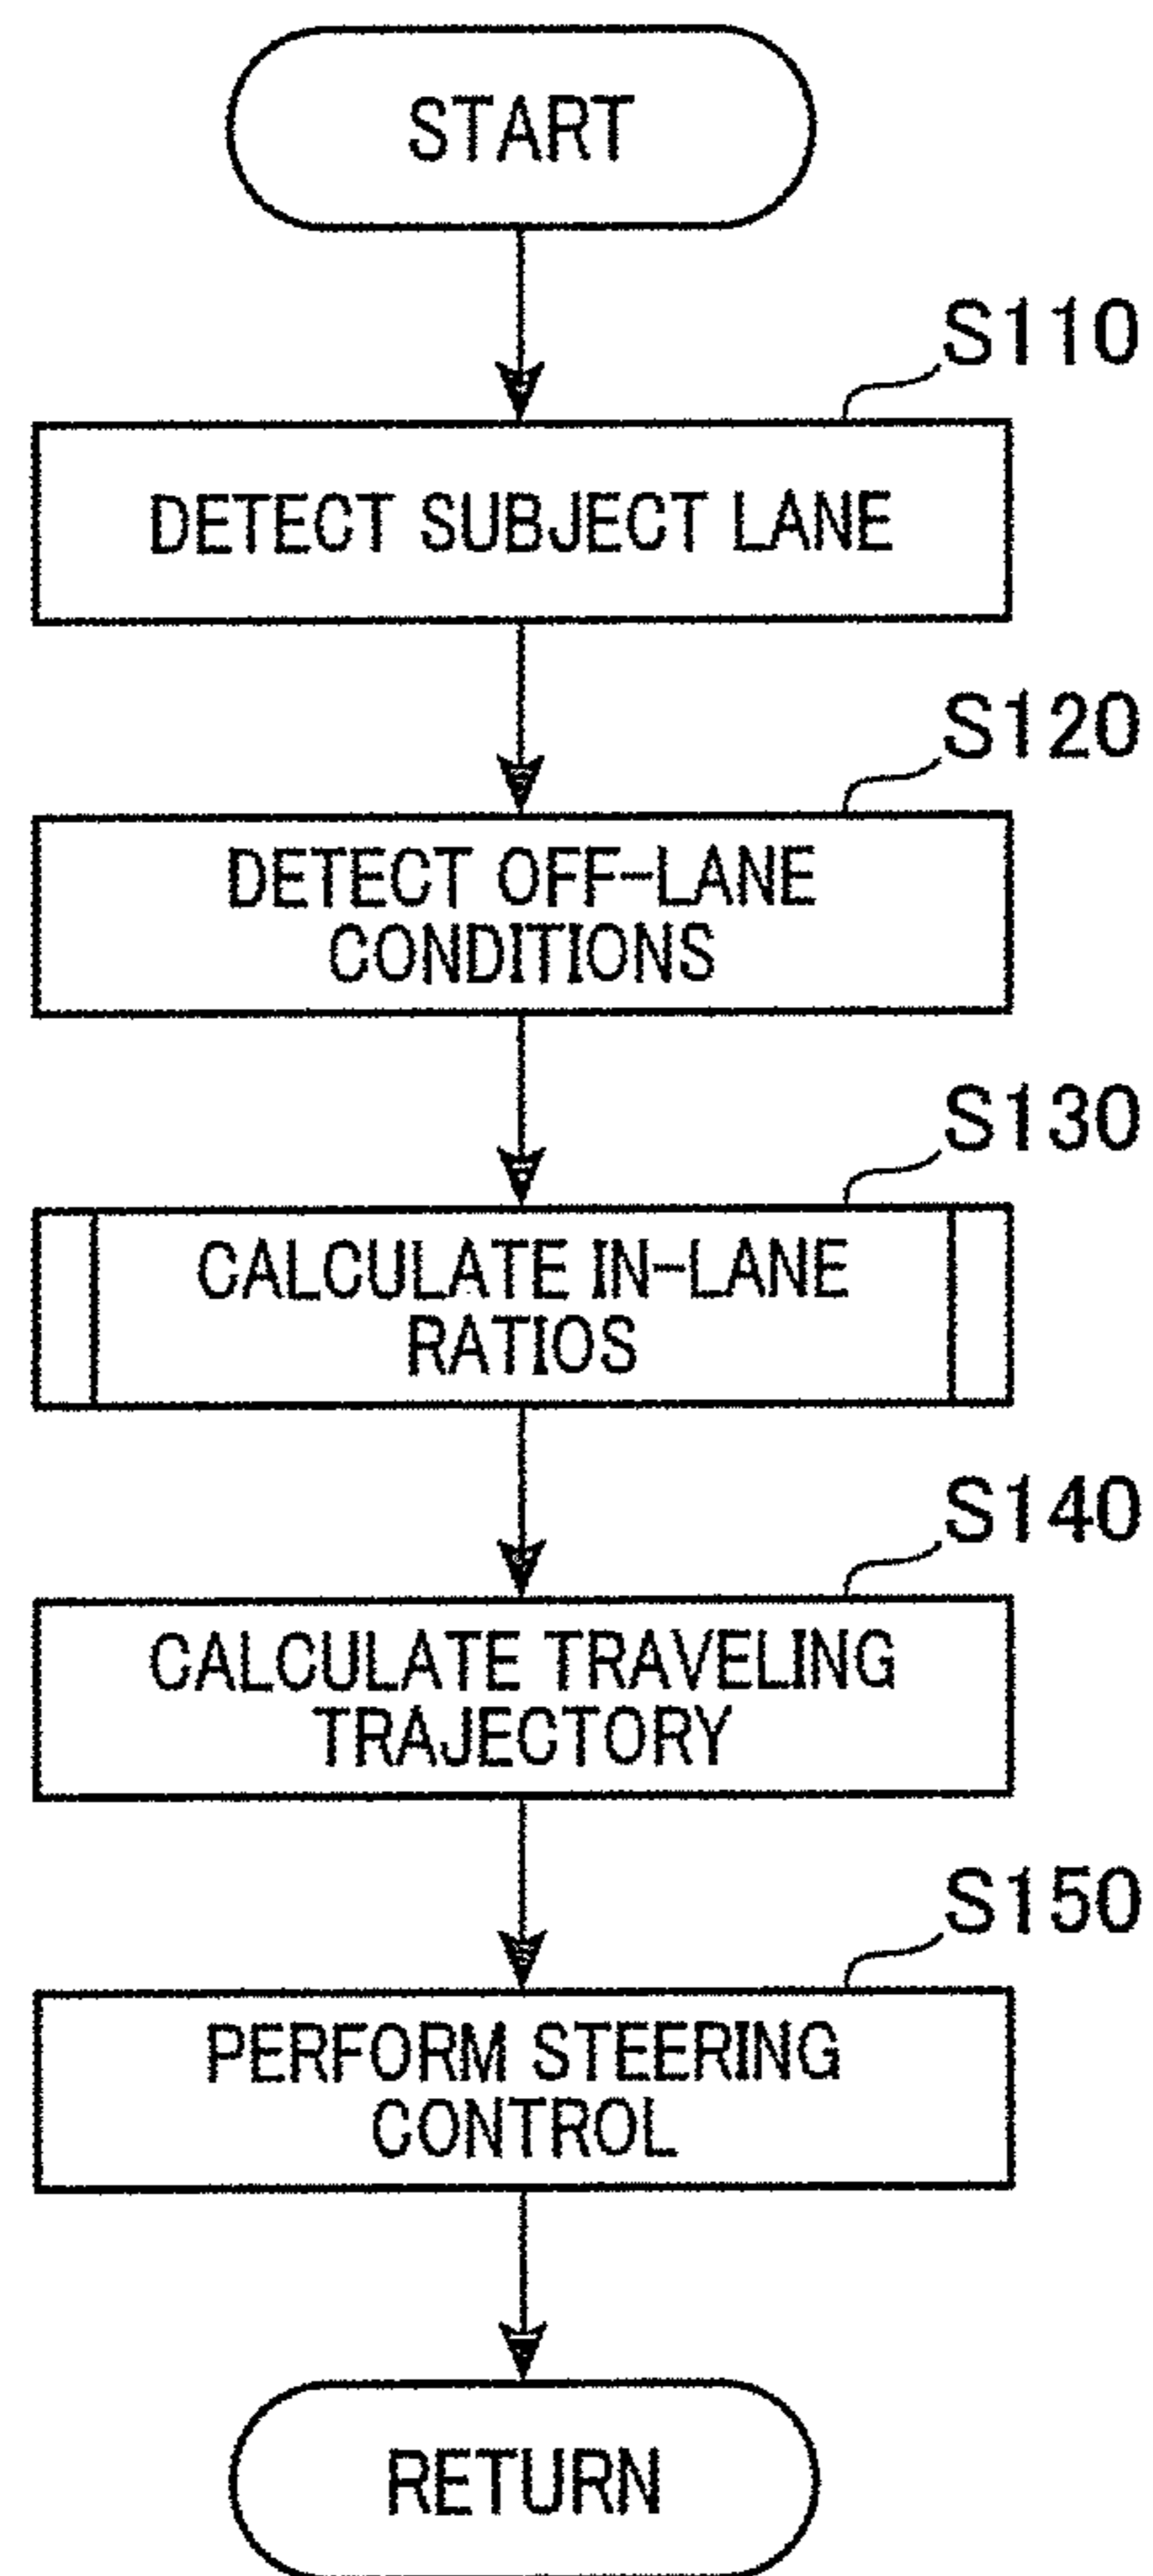 START
S110
DETECT SUBJECT LANE
S120
DETECT OFF-LANE
CONDITIONS
S130
CALCULATE IN-LANE
RATIOS
S140
CALCULATE TRAVELING
TRAJECTORY
S150
PERFORM STEERING
CONTROL
RETURN